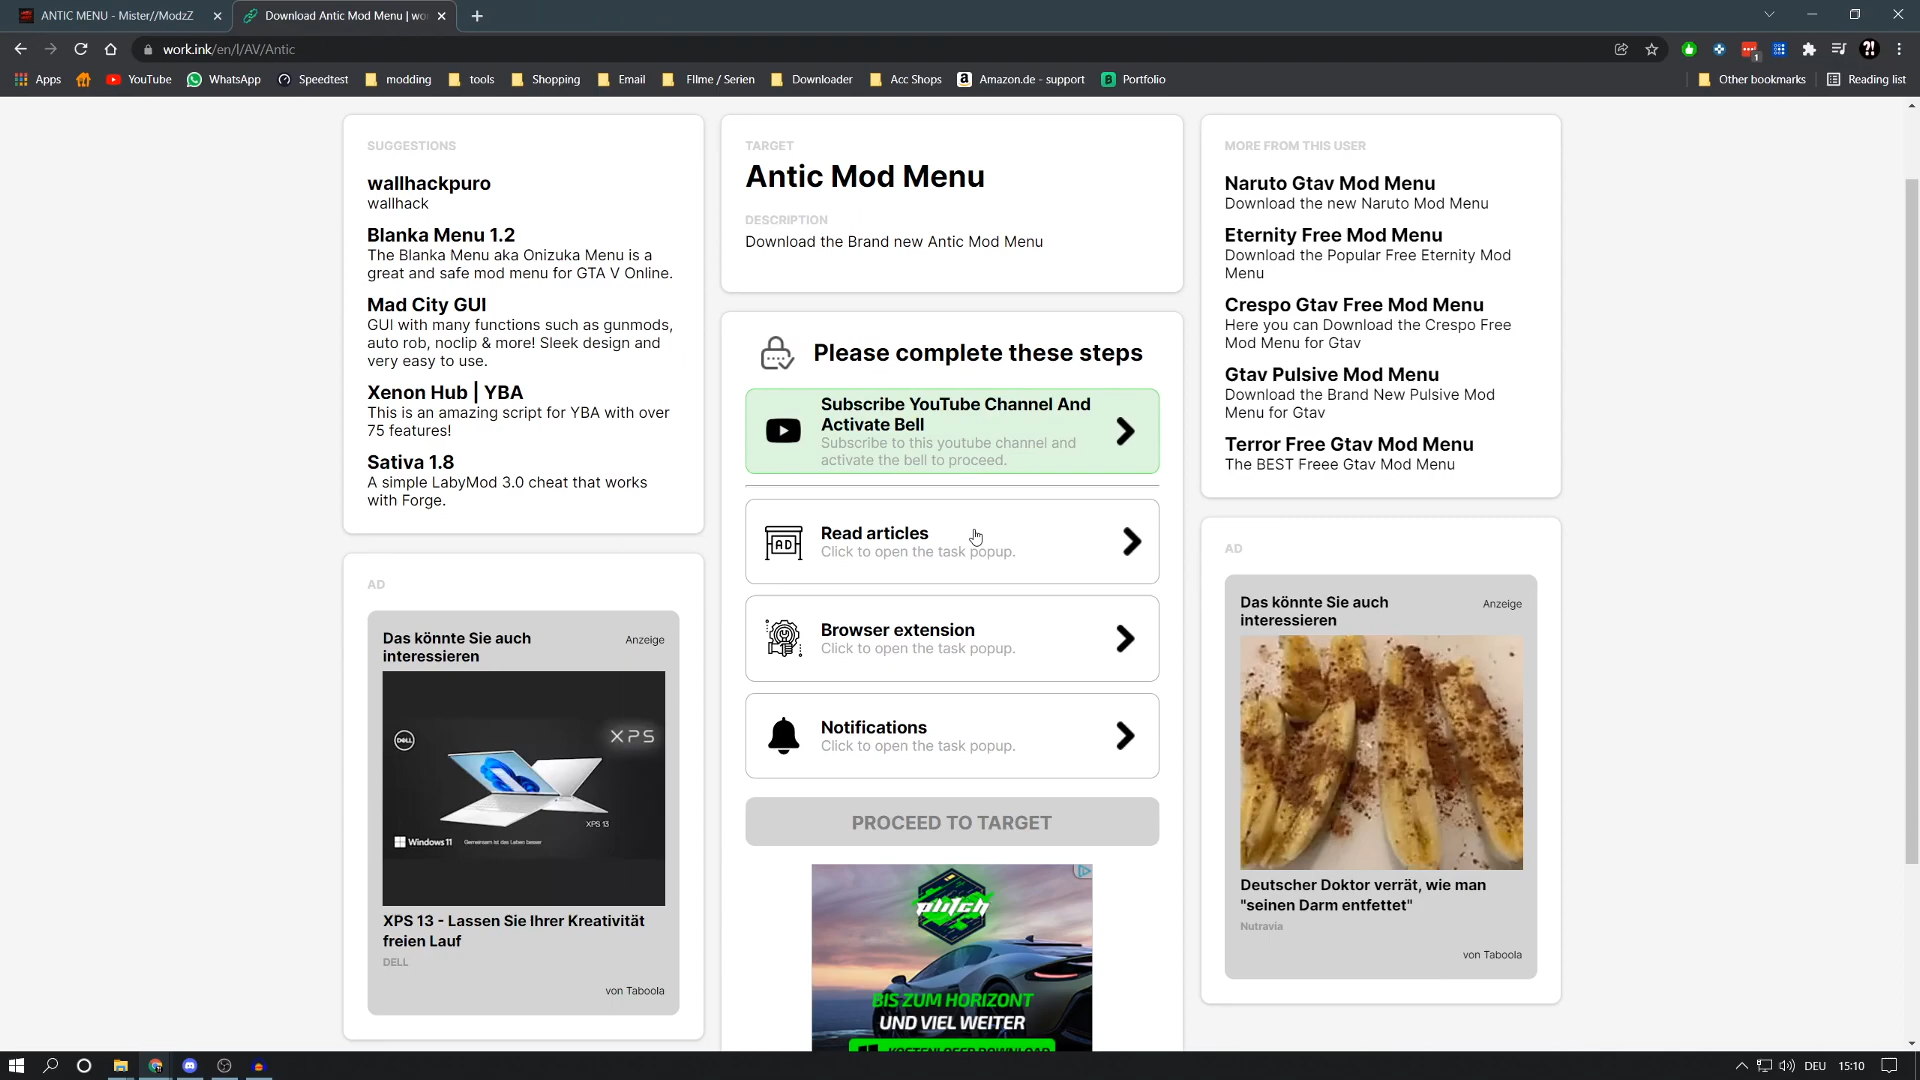 ANTIC MENU - Mister//ModzZ
Download Antic Mod Menu | wo
work.ink/en/l/AV/Antic
Apps
YouTube
WhatsApp
Speedtest
modding
tools
Shopping
Email
FIlme / Serien
Downloader
Acc Shops
Amazon.de - support
Portfolio
Other bookmarks
Reading list
SUGGESTIONS
wallhackpuro
wallhack
Blanka Menu 1.2
The Blanka Menu aka Onizuka Menu is a
great and safe mod menu for GTA V Online.
Mad City GUI
GUI with many functions such as gunmods,
auto rob, noclip & more! Sleek design and
very easy to use.
Xenon Hub | YBA
This is an amazing script for YBA with over
75 features!
Sativa 1.8
A simple LabyMod 3.0 cheat that works
with Forge.
AD
Das könnte Sie auch
interessieren
Anzeige
DELL
XPS
XPS 13
Windows 11
Gemeinsam ist das Leben besser
XPS 13 - Lassen Sie Ihrer Kreativität
freien Lauf
DELL
von Taboola
TARGET
Antic Mod Menu
DESCRIPTION
Download the Brand new Antic Mod Menu
Please complete these steps
Subscribe YouTube Channel And
Activate Bell
Subscribe to this youtube channel and
activate the bell to proceed.
AD
Read articles
Click to open the task popup.
Browser extension
Click to open the task popup.
Notifications
Click to open the task popup.
PROCEED TO TARGET
plitch
BIS ZUM HORIZONT
UND VIEL WEITER
KOSTENLOSER DOWNLOAD
MORE FROM THIS USER
Naruto Gtav Mod Menu
Download the new Naruto Mod Menu
Eternity Free Mod Menu
Download the Popular Free Eternity Mod
Menu
Crespo Gtav Free Mod Menu
Here you can Download the Crespo Free
Mod Menu for Gtav
Gtav Pulsive Mod Menu
Download the Brand New Pulsive Mod
Menu for Gtav
Terror Free Gtav Mod Menu
The BEST Freee Gtav Mod Menu
AD
Das könnte Sie auch
interessieren
Anzeige
Deutscher Doktor verrät, wie man
"seinen Darm entfettet"
Nutravia
von Taboola
DEU
15:10